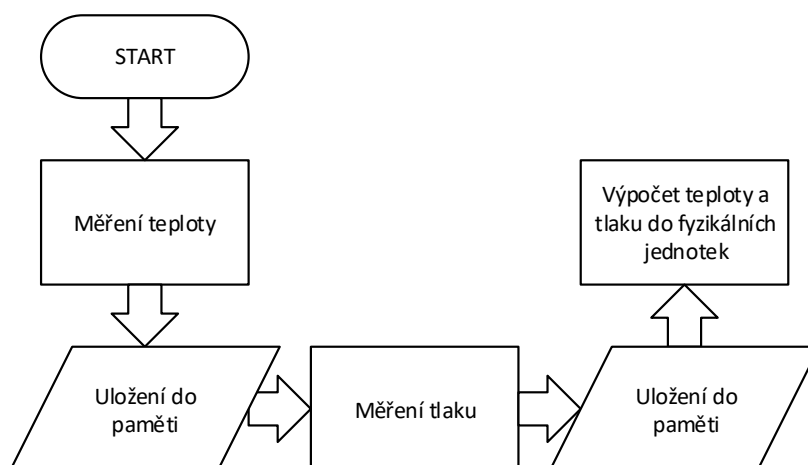 START
Měření teploty
Uložení do
paměti
Měření tlaku
Uložení do
paměti
Výpočet teploty a
tlaku do fyzikálních
jednotek